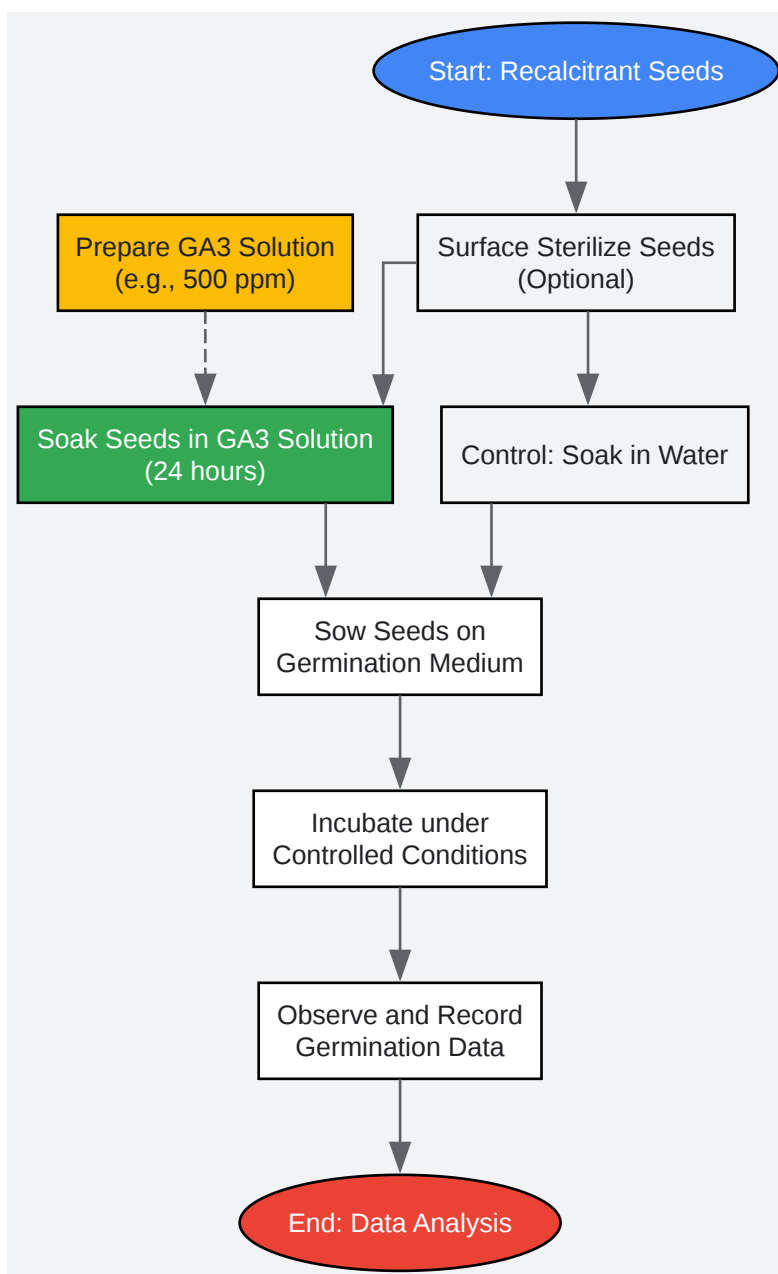 Start: Recalcitrant Seeds
Prepare GA3 Solution
(e.g., 500 ppm)
Surface Sterilize Seeds
(Optional)
Soak Seeds in GA3 Solution
(24 hours)
Control: Soak in Water
Sow Seeds on
Germination Medium
Incubate under
Controlled Conditions
Observe and Record
Germination Data
End: Data Analysis